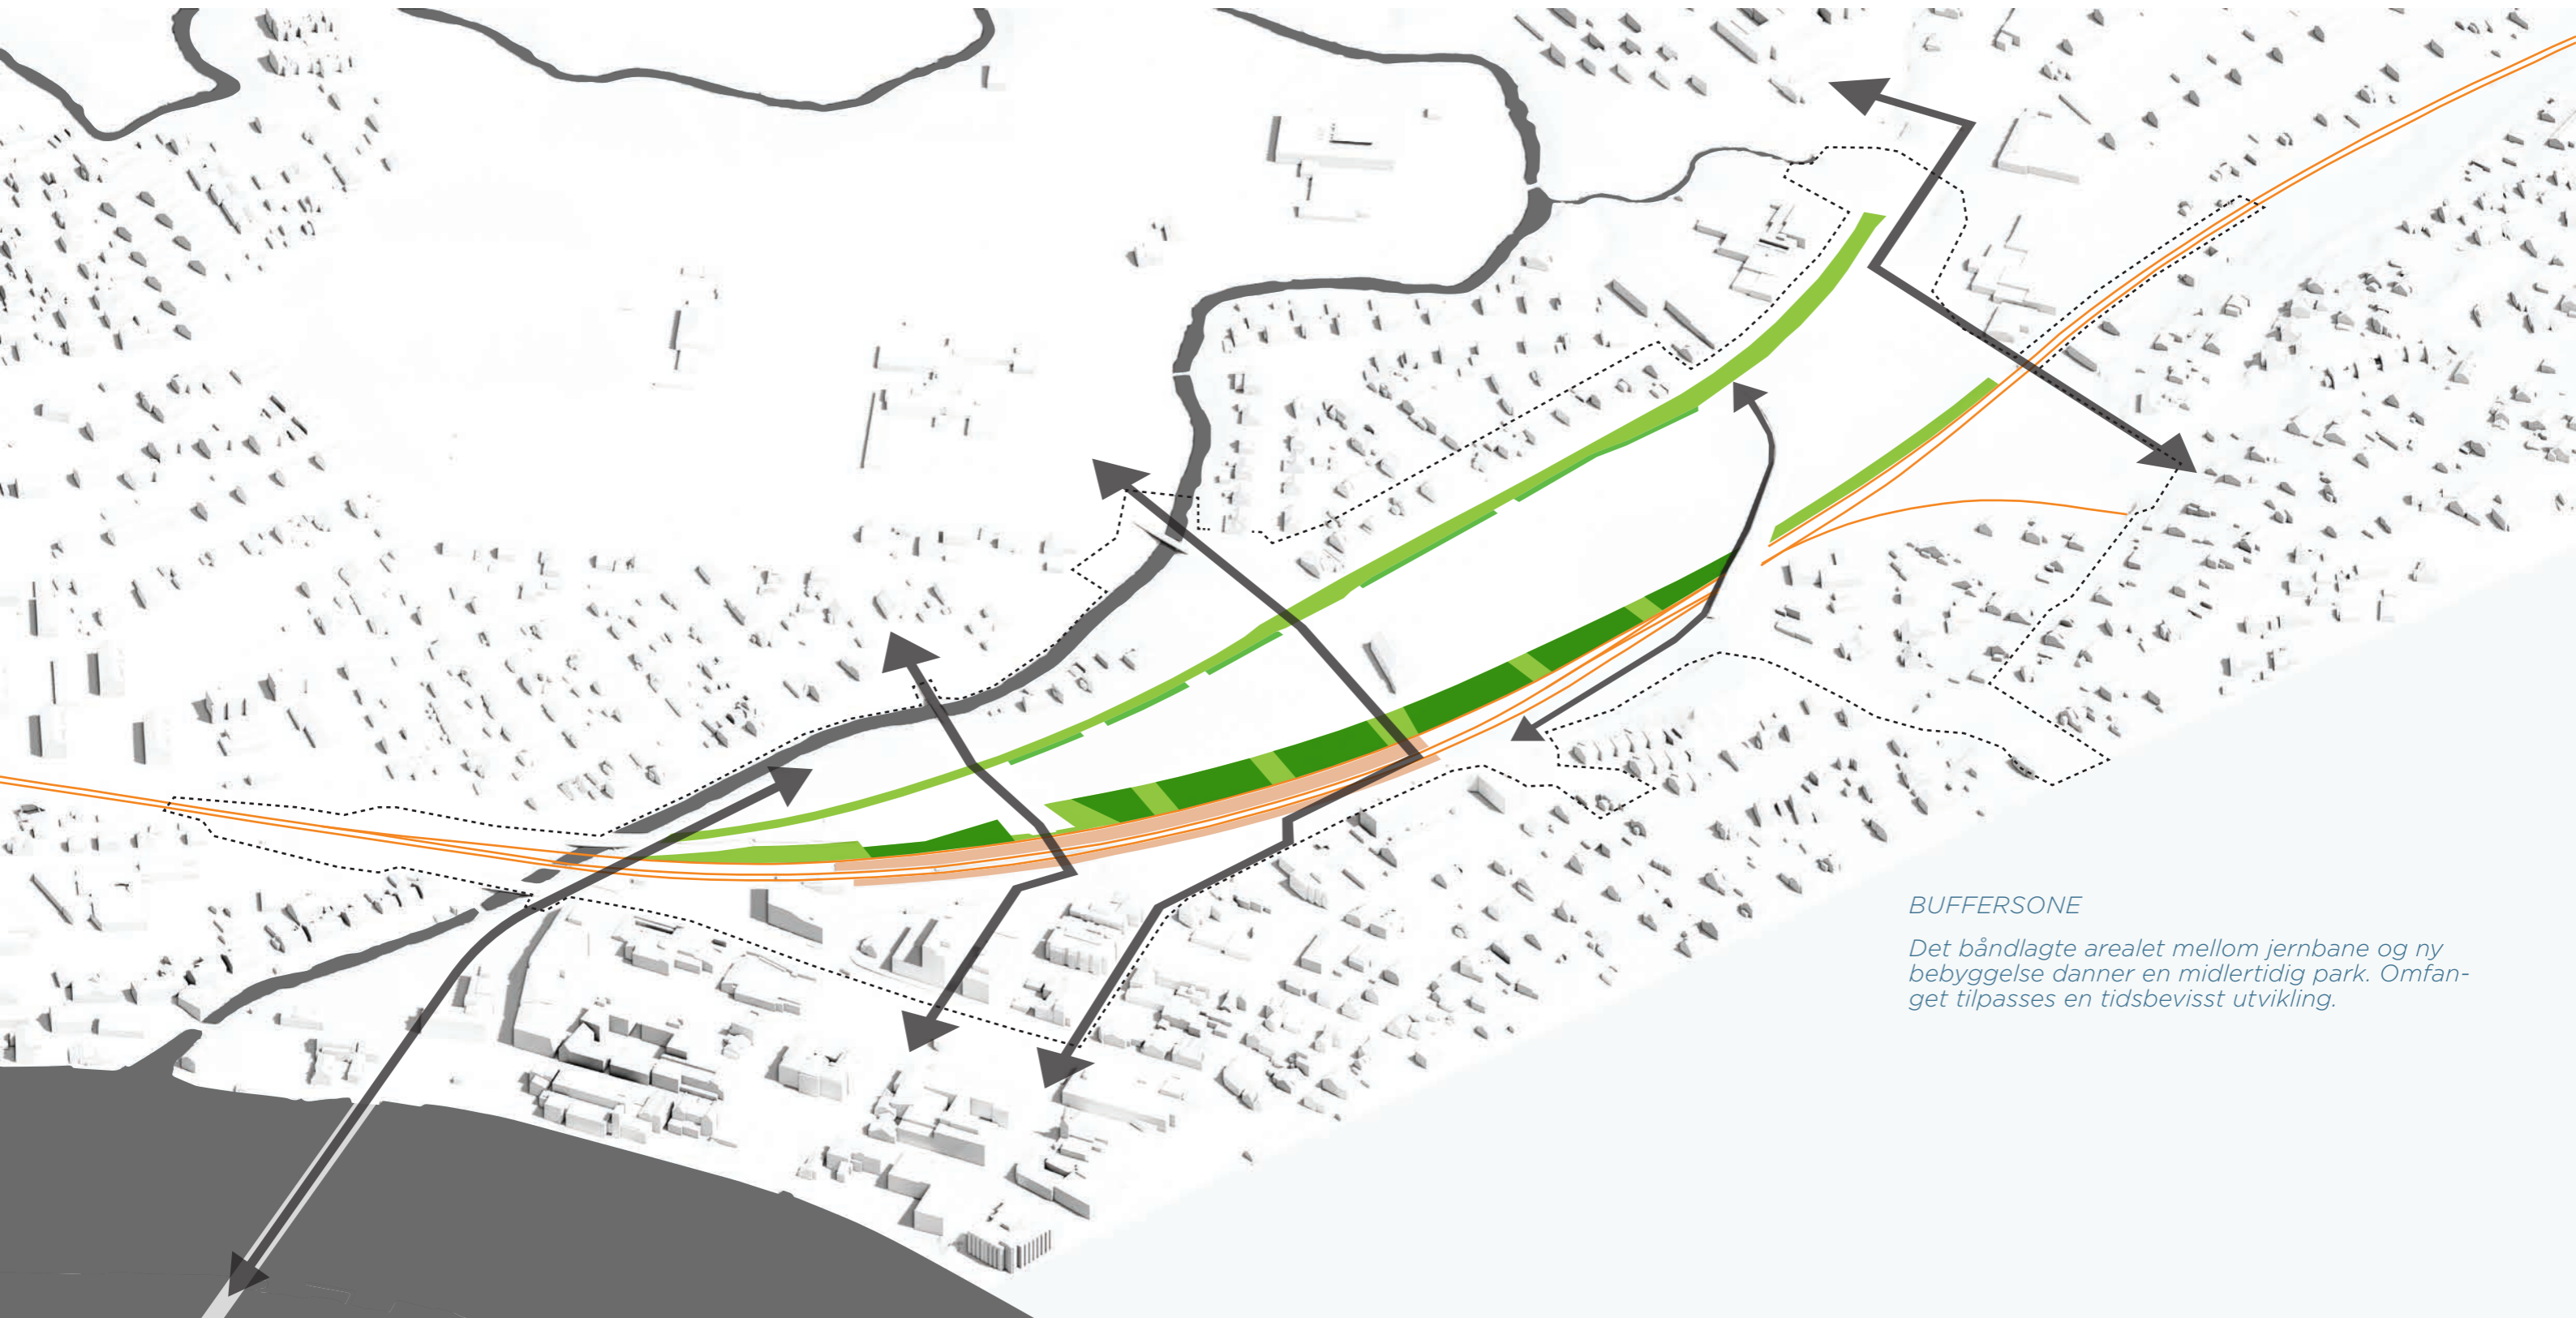 BUFFERSONE
Det båndlagte arealet mellom jernbane og ny
bebyggelse danner en midlertidig park. Omfan-
get tilpasses en tidsbevisst utvikling.